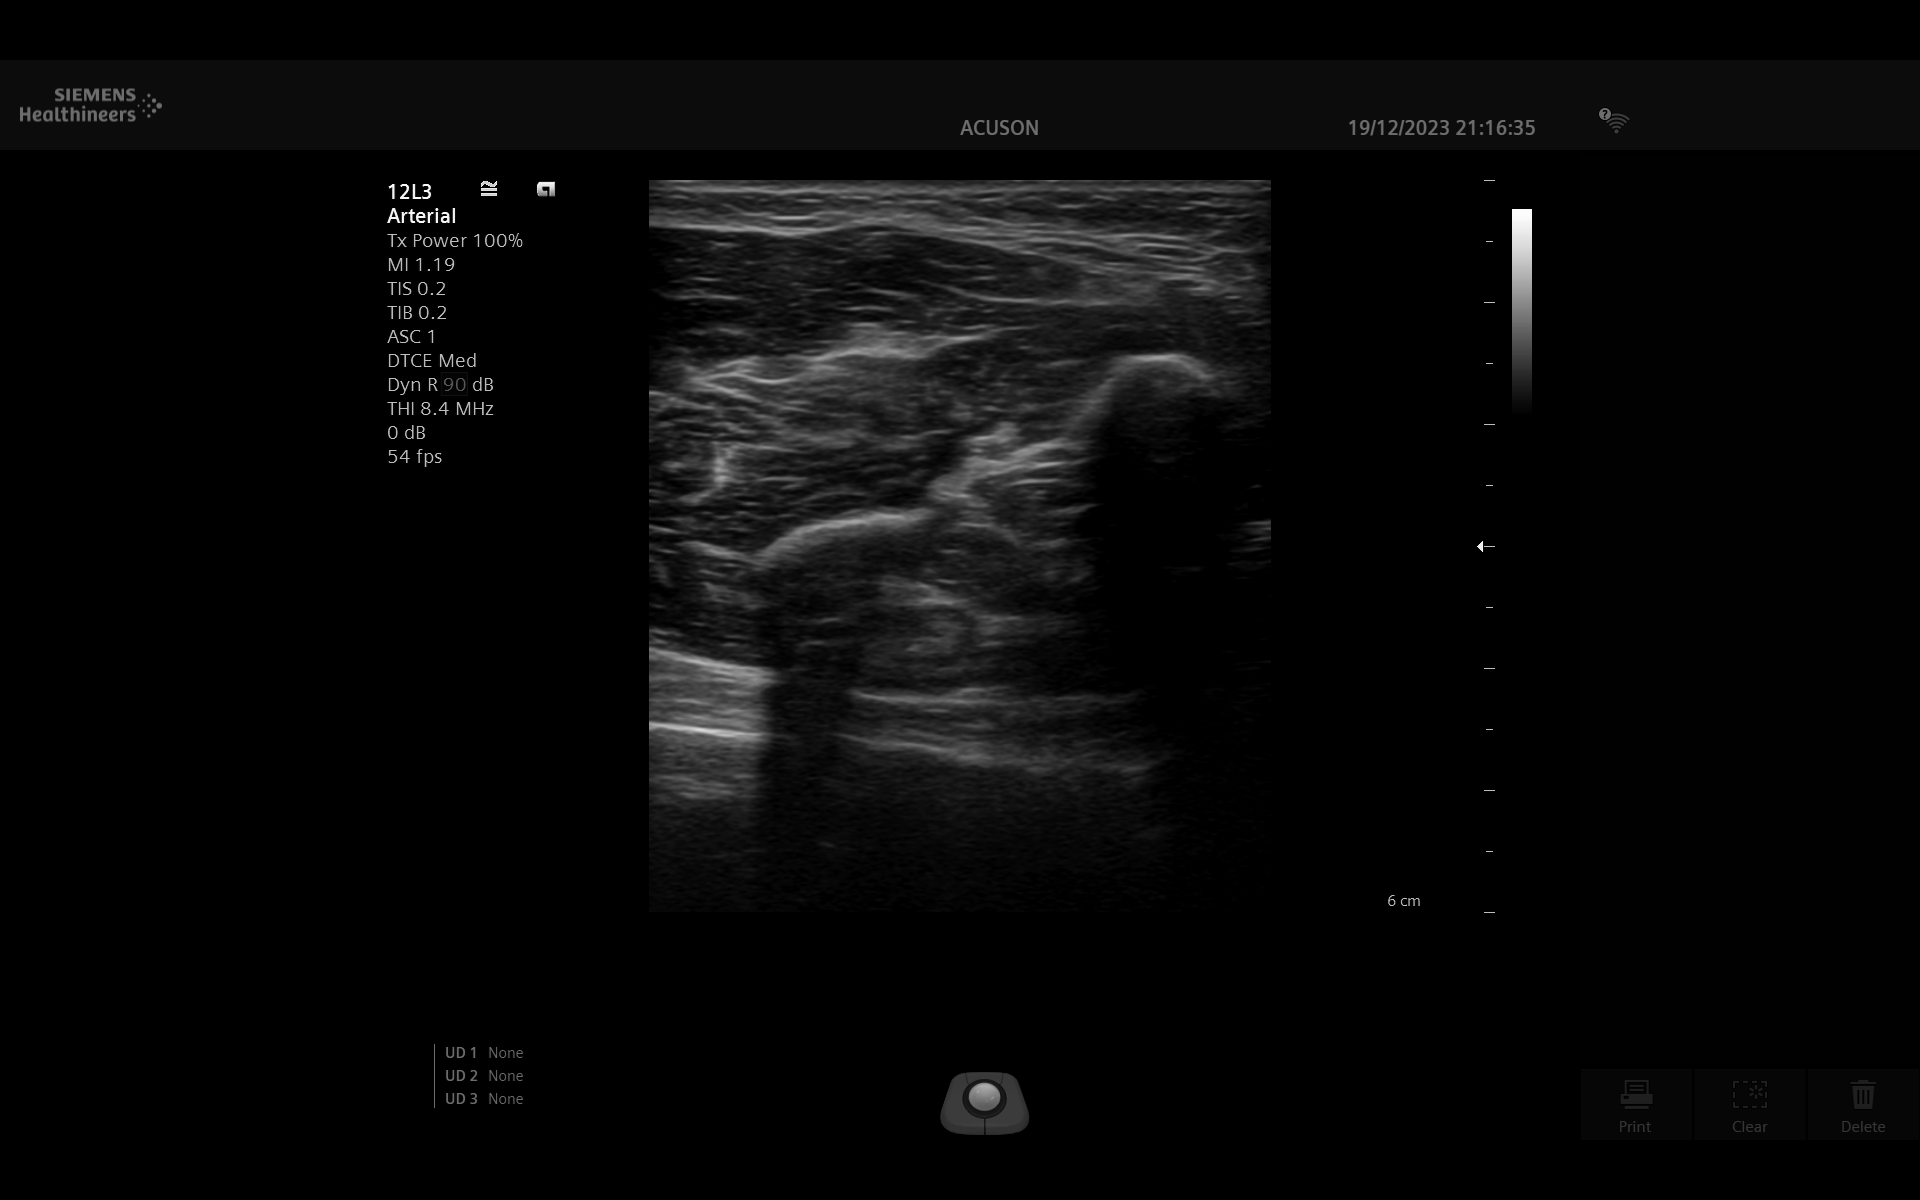 SIEMENS
Healthineers
ACUSON
19/12/2023 21:16:35
?
12L3
Arterial
Tx Power 100%
MI 1.19
TIS 0.2
TIB 0.2
ASC 1
DTCE Med
Dyn R 90 dB
THI 8.4 MHz
0 dB
54 fps
6 cm
UD 1 None
UD 2 None
UD 3 None
Print
Clear
Delete